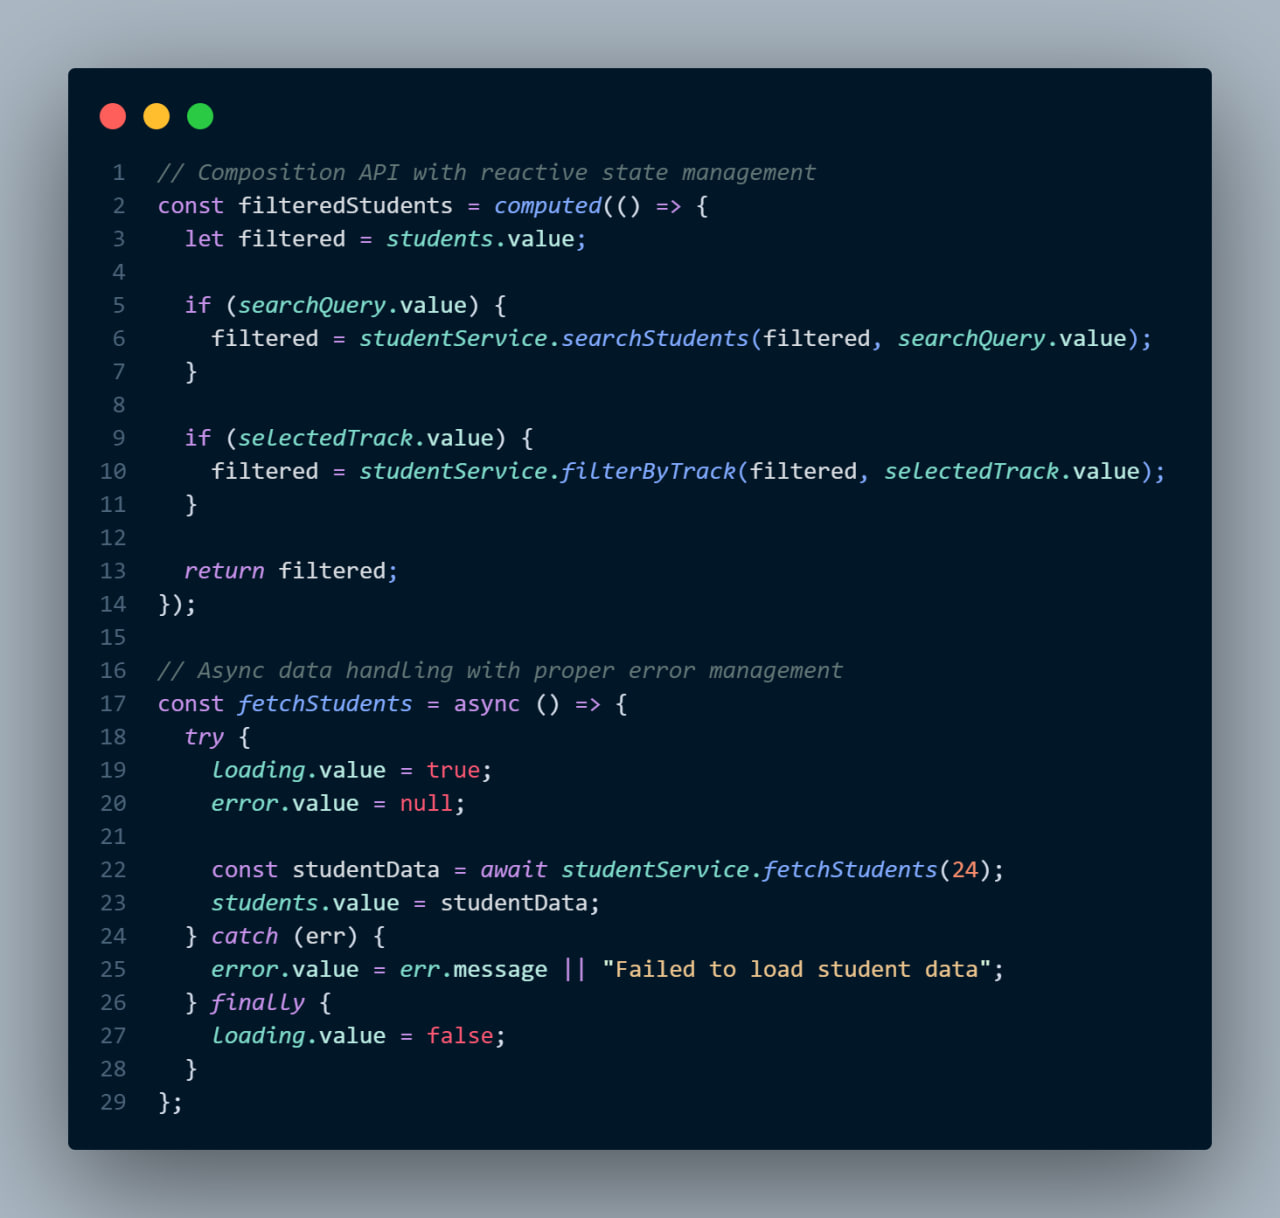 1 // Composition API with reactive state management
2 const filteredStudents = computed(() => {
3   let filtered = students.value;
4
5   if (searchQuery.value) {
6     filtered = studentService.searchStudents(filtered, searchQuery.value);
7   }
8
9   if (selectedTrack.value) {
10     filtered = studentService.filterByTrack(filtered, selectedTrack.value);
11   }
12
13   return filtered;
14 });
15
16 // Async data handling with proper error management
17 const fetchStudents = async () => {
18   try {
19     loading.value = true;
20     error.value = null;
21
22     const studentData = await studentService.fetchStudents(24);
23     students.value = studentData;
24   } catch (err) {
25     error.value = err.message || "Failed to load student data";
26   } finally {
27     loading.value = false;
28   }
29 };